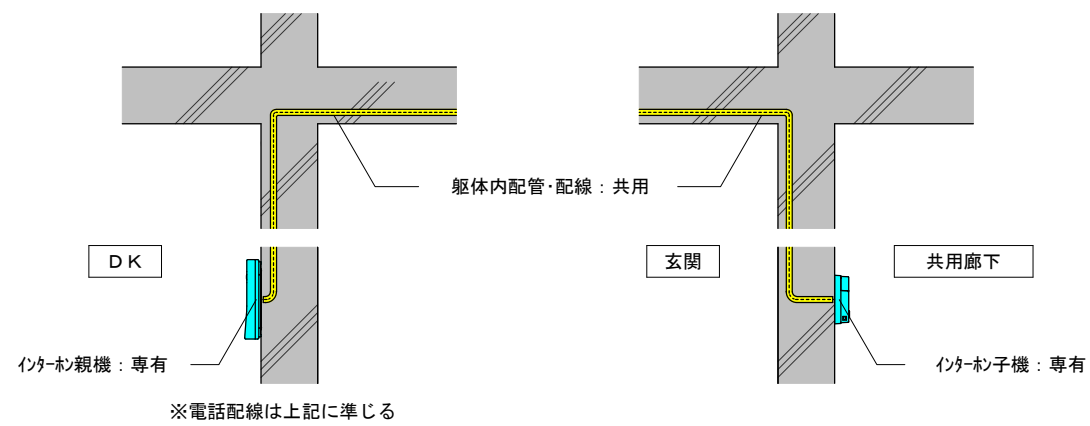 躯体内配管･配線：共用
ＤＫ
玄関
共用廊下
ｲﾝﾀｰﾎﾝ親機：専有
ｲﾝﾀｰﾎﾝ子機：専有
※電話配線は上記に準じる